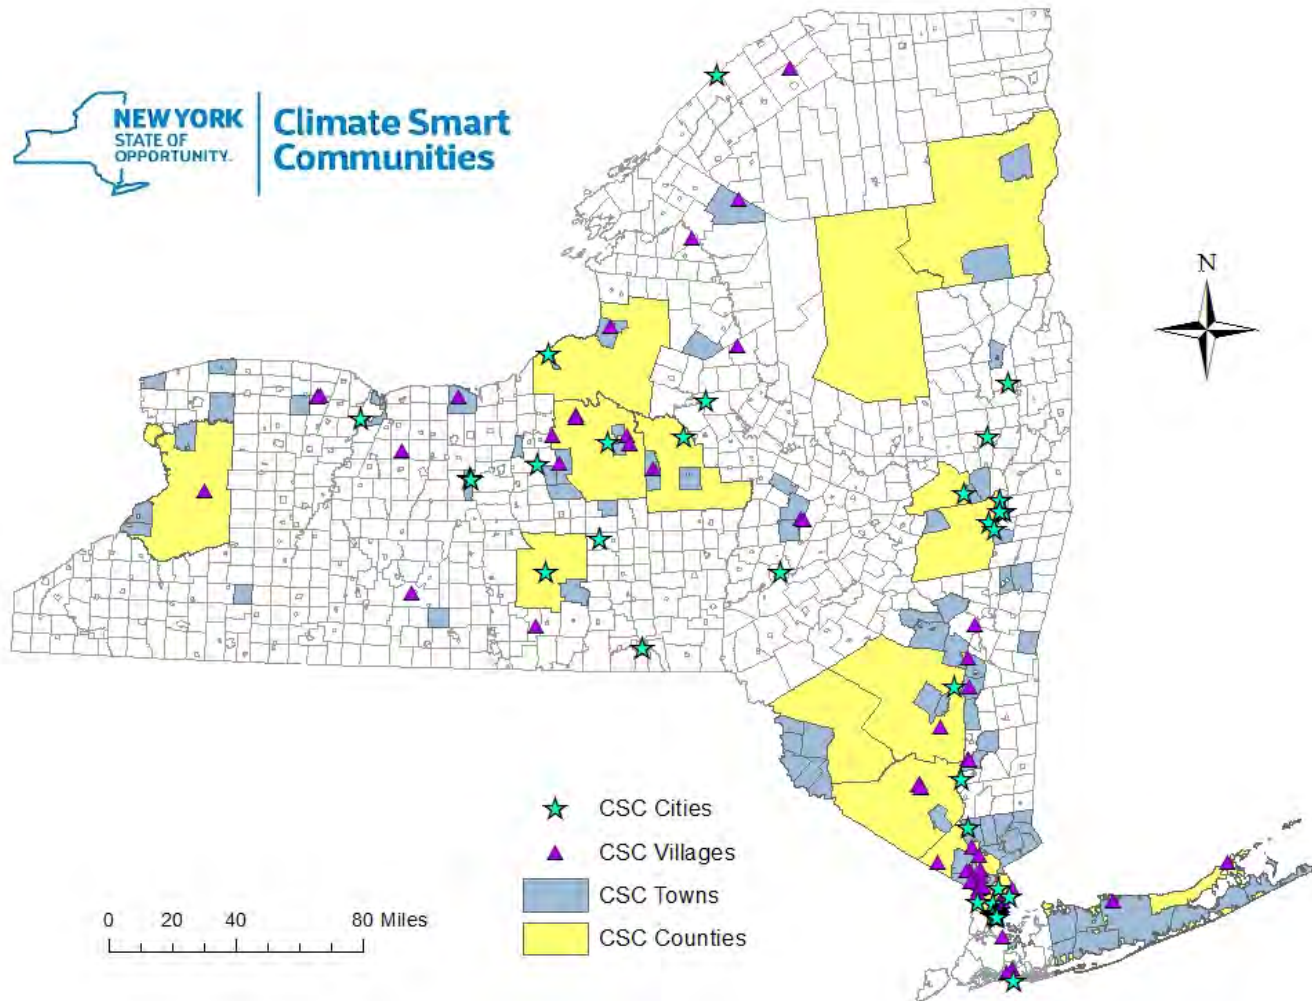 NEW YORK
STATE OF
OPPORTUNITY.
Climate Smart
Communities
N
CSC Cities
CSC Villages
CSC Towns
CSC Counties
0 20 40 80 Miles